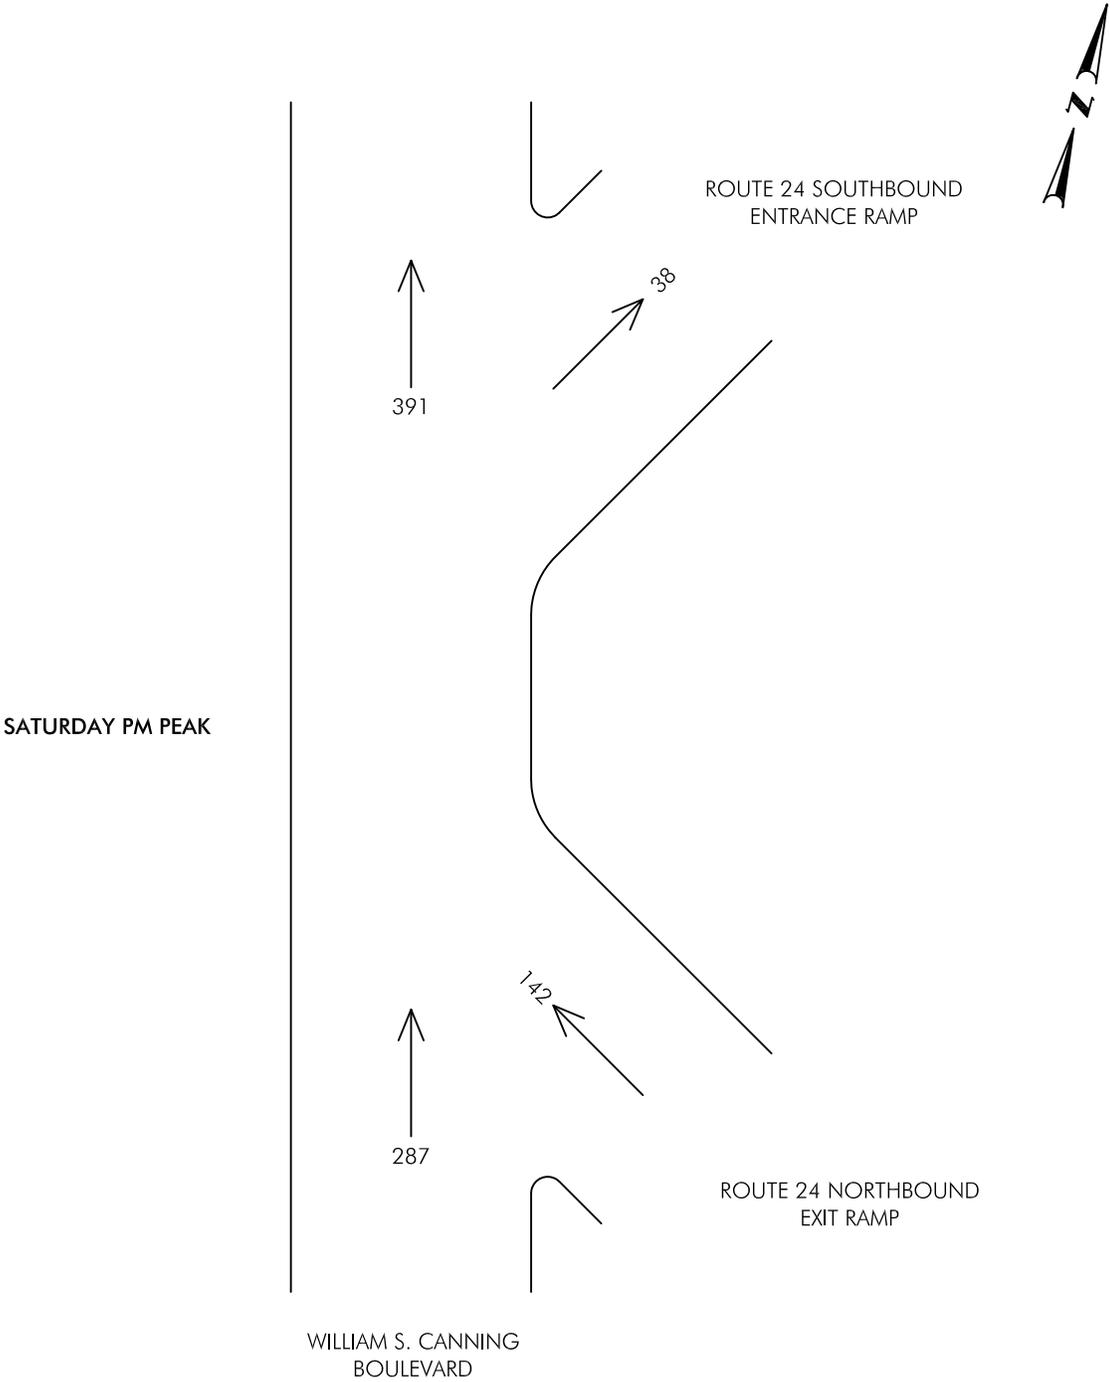 N
ROUTE 24 SOUTHBOUND
ENTRANCE RAMP
38
391
SATURDAY PM PEAK
142
287
ROUTE 24 NORTHBOUND
EXIT RAMP
WILLIAM S. CANNING
BOULEVARD